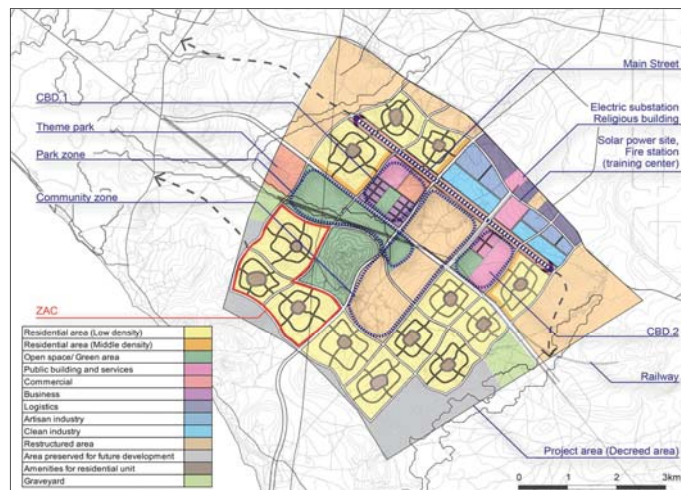 CBD.1
Theme park
Park zone
Community zone
ZAC
Main Street
Electric substation
Religious building
Solar power site,
Fire station
(training center)
CBD.2
Railway
Project area (Decreed area)
Residential area (Low density)
Residential area (Middle density)
Open space/ Green area
Public building and services
Commercial
Business
Logistics
Artisan industry
Clean industry
Restructured area
Area preserved for future development
Amenities for residential unit
Graveyard
0 1 2 3km